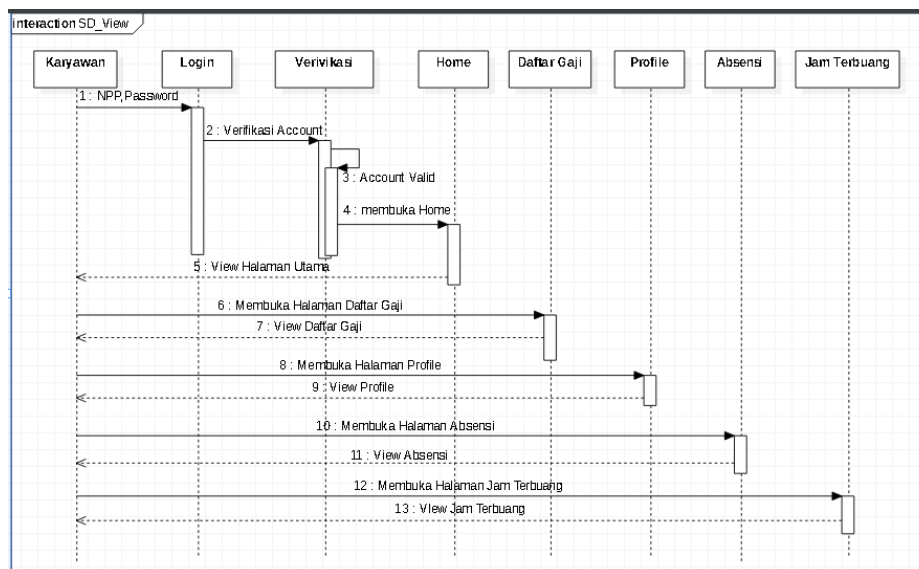 interaction SD_View
Karyawan Login Verivikasi Home Daftar Gaji Profile Absensi Jam Terbuang
1 : NPP,Password
2 : Verifikasi Account
3 : Account Valid
4 : membuka Home
5 : View Halaman Utama
6 : Membuka Halaman Daftar Gaji
7 : View Daftar Gaji
8 : Membuka Halaman Profile
9 : View Profile
10 : Membuka Halaman Absensi
11 : View Absensi
12 : Membuka Halaman Jam Terbuang
13 : VIew Jam Terbuang